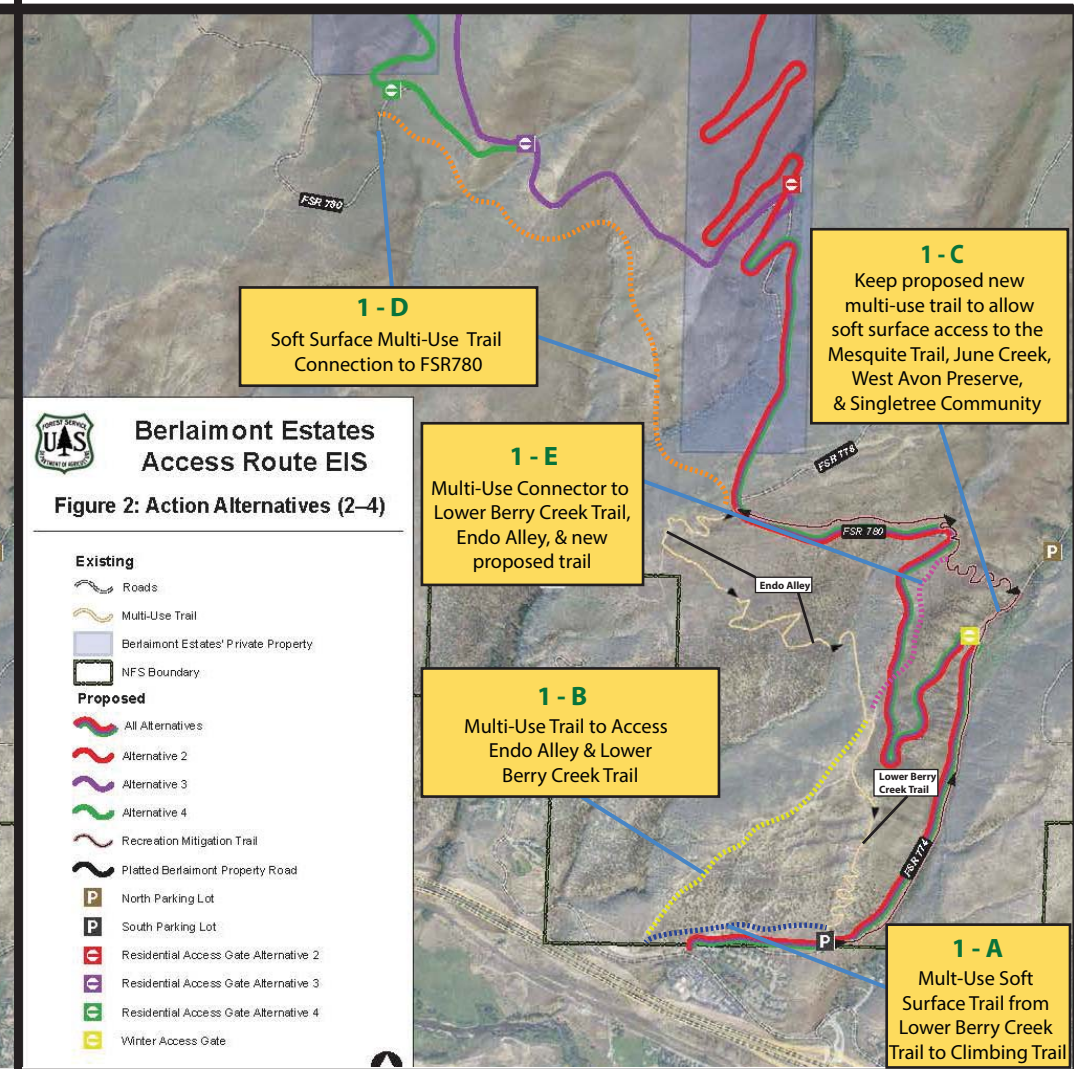 FSR 780
1 - C
Keep proposed new
multi-use trail to allow
soft surface access to the
Mesquite Trail, June Creek,
West Avon Preserve,
& Singletree Community
1 - D
Soft Surface Multi-Use Trail
Connection to FSR780
1 - E
Multi-Use Connector to
Lower Berry Creek Trail,
Endo Alley, & new
proposed trail
FSR 778
FSR 780
P
Endo Alley
1 - B
Multi-Use Trail to Access
Endo Alley & Lower
Berry Creek Trail
Lower Berry
Creek Trail
FSR 774
P
1 - A
Mult-Use Soft
Surface Trail from
Lower Berry Creek
Trail to Climbing Trail
FOREST SERVICE
UAS
DEPARTMENT OF AGRICULTURE
Berlaimont Estates
Access Route EIS
Figure 2: Action Alternatives (2–4)
Existing
Roads
Multi-Use Trail
Berlaimont Estates' Private Property
NFS Boundary
Proposed
All Alternatives
Alternative 2
Alternative 3
Alternative 4
Recreation Mitigation Trail
Platted Berlaimont Property Road
P North Parking Lot
P South Parking Lot
Residential Access Gate Alternative 2
Residential Access Gate Alternative 3
Residential Access Gate Alternative 4
Winter Access Gate